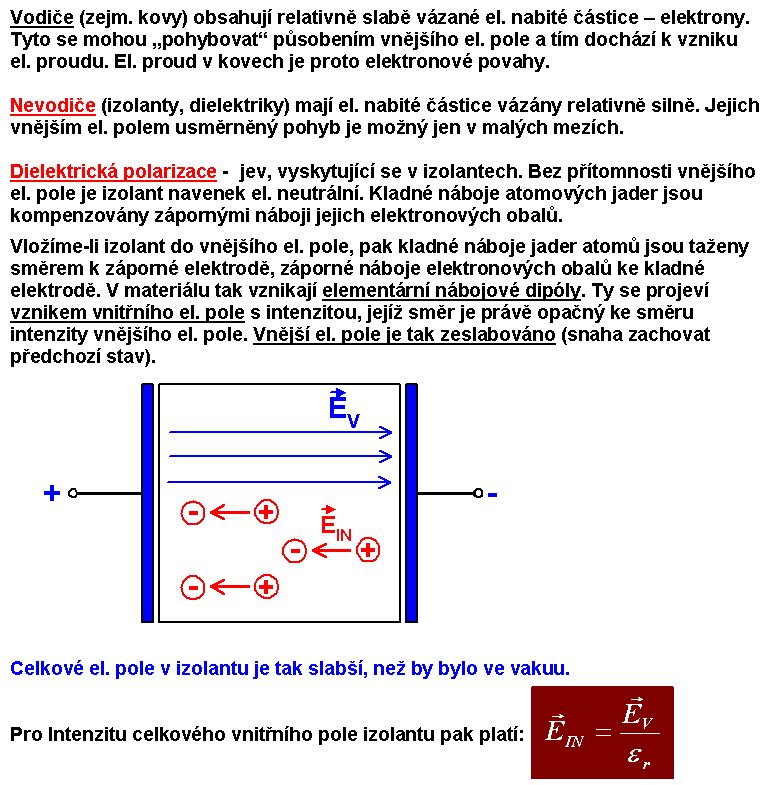 Vodiče (zejm. kovy) obsahují relativně slabě vázané el. nabité částice – elektrony.
Tyto se mohou „pohybovat“ působením vnějšího el. pole a tím dochází k vzniku
el. proudu. El. proud v kovech je proto elektronové povahy.
Nevodiče (izolanty, dielektriky) mají el. nabité částice vázány relativně silně. Jejich
vnějším el. polem usměrněný pohyb je možný jen v malých mezích.
Dielektrická polarizace - jev, vyskytující se v izolantech. Bez přítomnosti vnějšího
el. pole je izolant navenek el. neutrální. Kladné náboje atomových jader jsou
kompenzovány zápornými náboji jejich elektronových obalů.
Vložíme-li izolant do vnějšího el. pole, pak kladné náboje jader atomů jsou taženy
směrem k záporné elektrodě, záporné náboje elektronových obalů ke kladné
elektrodě. V materiálu tak vznikají elementární nábojové dipóly. Ty se projeví
vznikem vnitřního el. pole s intenzitou, jejíž směr je právě opačný ke směru
intenzity vnějšího el. pole. Vnější el. pole je tak zeslabováno (snaha zachovat
předchozí stav).
E⃗_V
+ -
- +
E⃗_IN
- +
- +
Celkové el. pole v izolantu je tak slabší, než by bylo ve vakuu.
Pro Intenzitu celkového vnitřního pole izolantu pak platí: E⃗_IN = E⃗_V / ε_r